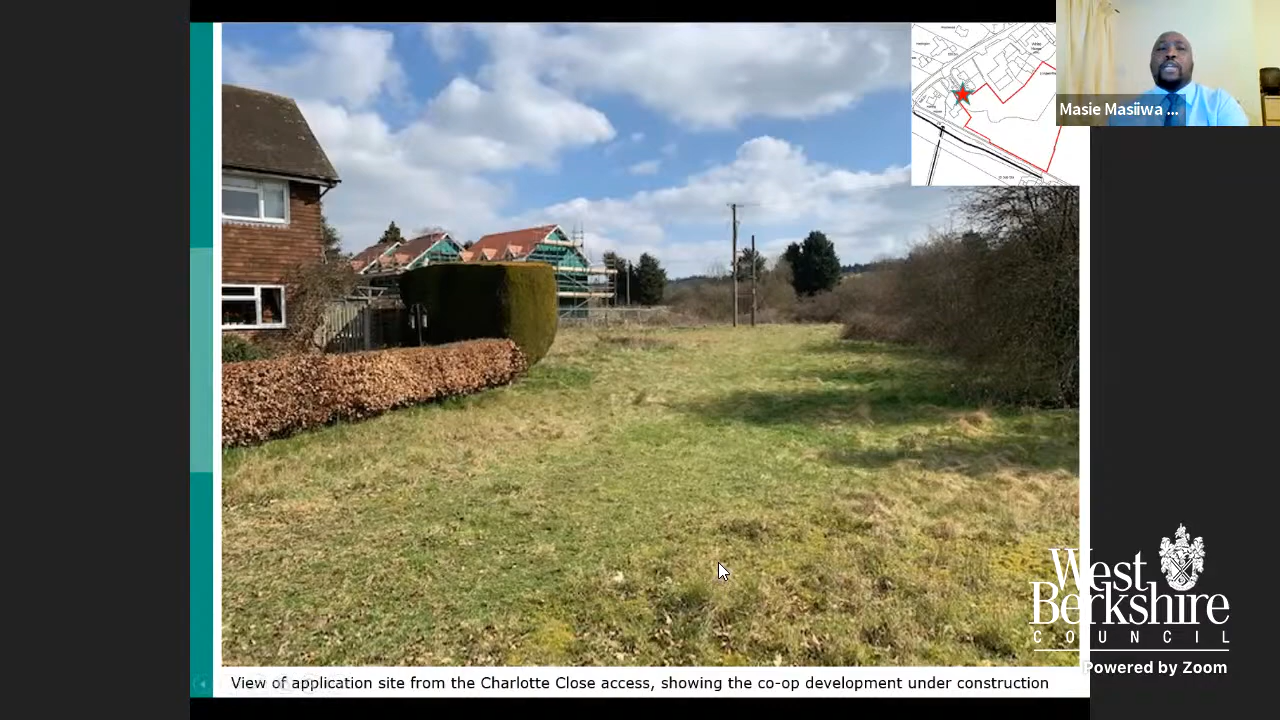 Masie Masiiwa ...
West
Berkshire
COUNCIL
Powered by Zoom
View of application site from the Charlotte Close access, showing the co-op development under construction